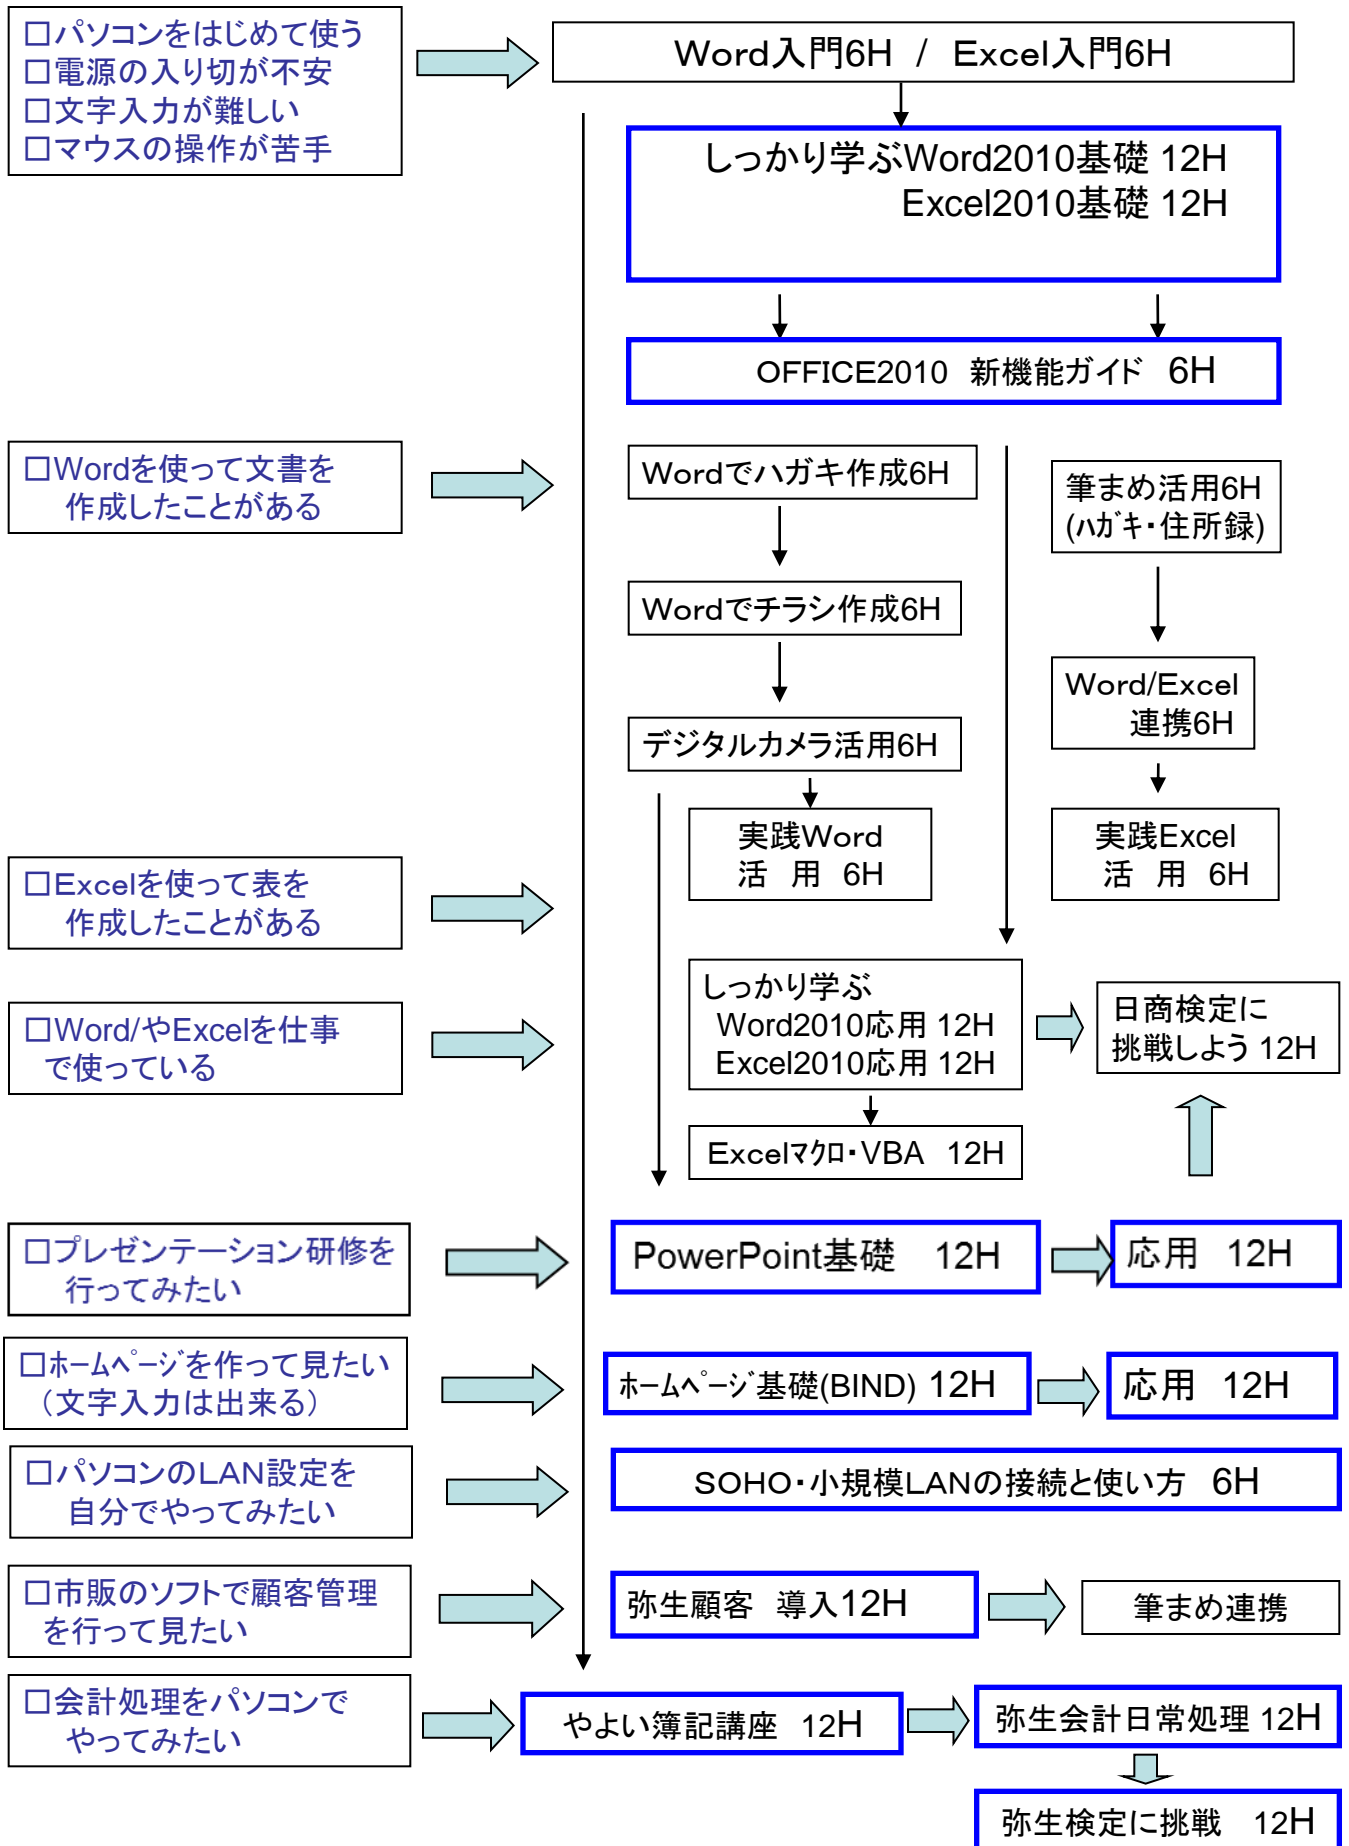 □パソコンをはじめて使う
□電源の入り切が不安
□文字入力が難しい
□マウスの操作が苦手
Word入門6H / Excel入門6H
しっかり学ぶWord2010基礎 12H
Excel2010基礎 12H
OFFICE2010 新機能ガイド 6H
□Wordを使って文書を
作成したことがある
Wordでハガキ作成6H
筆まめ活用6H
(ﾊガキ・住所録)
Wordでチラシ作成6H
Word/Excel
連携6H
デジタルカメラ活用6H
実践Word
活 用 6H
実践Excel
活 用 6H
□Excelを使って表を
作成したことがある
しっかり学ぶ
Word2010応用 12H
Excel2010応用 12H
日商検定に
挑戦しよう 12H
□Word/やExcelを仕事
で使っている
Excelﾏｸﾛ・VBA 12H
□プレゼンテーション研修を
行ってみたい
PowerPoint基礎 12H
応用 12H
□ﾎｰﾑﾍﾟｰｼﾞを作って見たい
（文字入力は出来る）
ﾎｰﾑﾍﾟｰｼﾞ基礎(BIND) 12H
応用 12H
□パソコンのLAN設定を
自分でやってみたい
SOHO・小規模LANの接続と使い方 6H
□市販のソフトで顧客管理
を行って見たい
弥生顧客 導入12H
筆まめ連携
□会計処理をパソコンで
やってみたい
やよい簿記講座 12H
弥生会計日常処理 12H
弥生検定に挑戦 12H